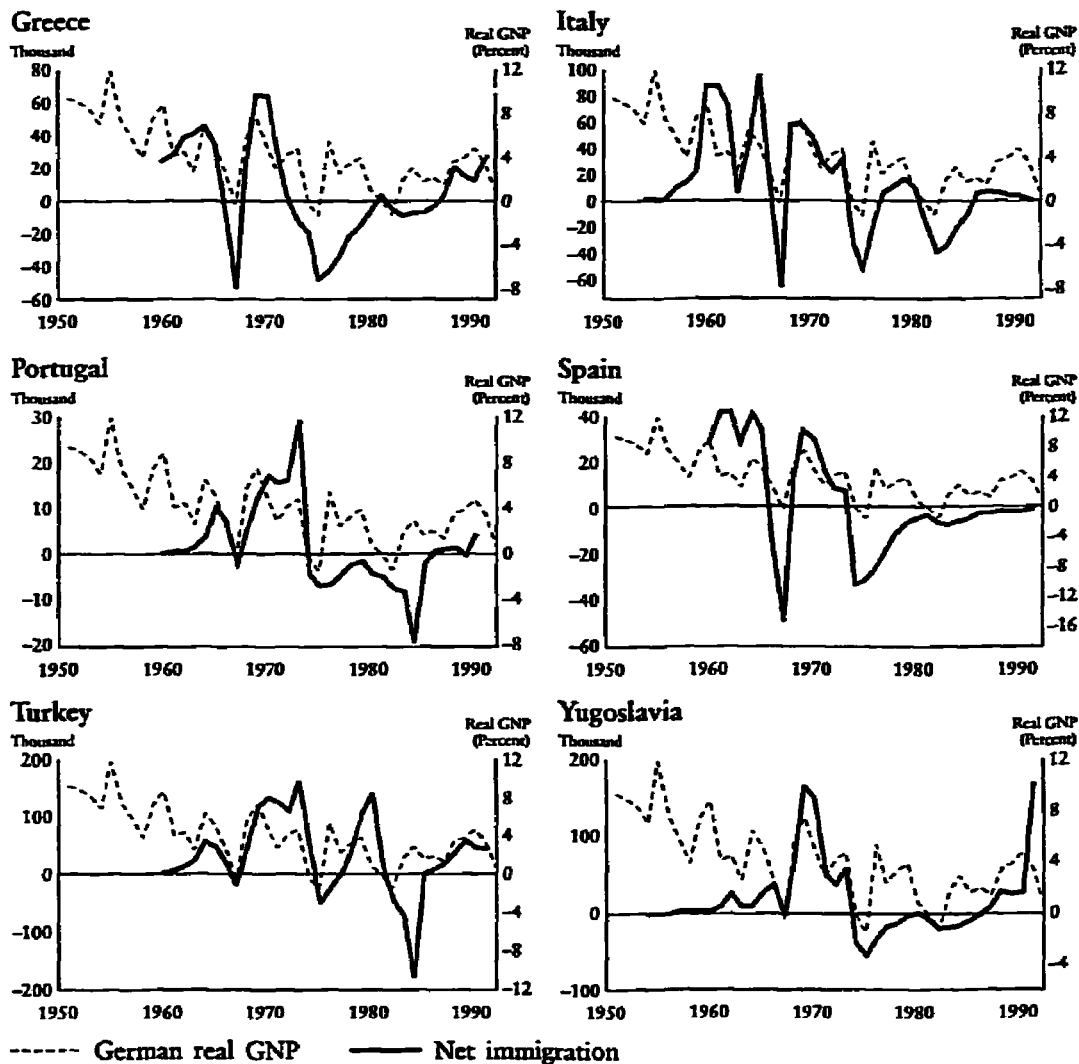 Greece
Thousand
Real GNP
(Percent)
80
60
40
20
0
–20
–40
–60
12
8
4
0
–4
–8
1950 1960 1970 1980 1990
Italy
Thousand
Real GNP
(Percent)
100
80
60
40
20
0
–20
–40
–60
12
8
4
0
–4
–8
1950 1960 1970 1980 1990
Portugal
Thousand
Real GNP
(Percent)
30
20
10
0
–10
–20
12
8
4
0
–4
–8
1950 1960 1970 1980 1990
Spain
Thousand
Real GNP
(Percent)
40
20
0
–20
–40
–60
12
8
4
0
–4
–8
–12
–16
1950 1960 1970 1980 1990
Turkey
Thousand
Real GNP
(Percent)
200
100
0
–100
–200
12
8
4
0
–4
–8
–12
1950 1960 1970 1980 1990
Yugoslavia
Thousand
Real GNP
(Percent)
200
100
0
–100
12
8
4
0
–4
1950 1960 1970 1980 1990
German real GNP Net immigration